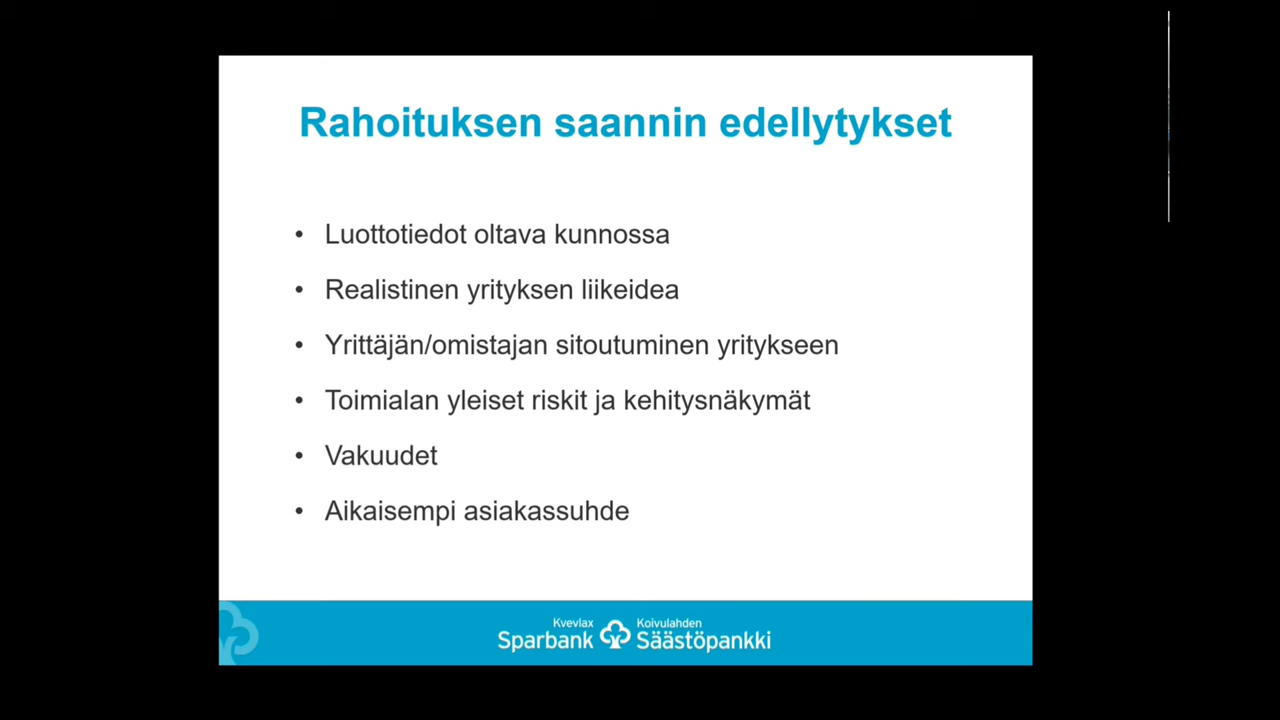 Rahoituksen saannin edellytykset
• Luottotiedot oltava kunnossa
• Realistinen yrityksen liikeidea
• Yrittäjän/omistajan sitoutuminen yritykseen
• Toimialan yleiset riskit ja kehitysnäkymät
• Vakuudet
• Aikaisempi asiakassuhde
Kvevlax Koivulahden
Sparbank Säästöpankki